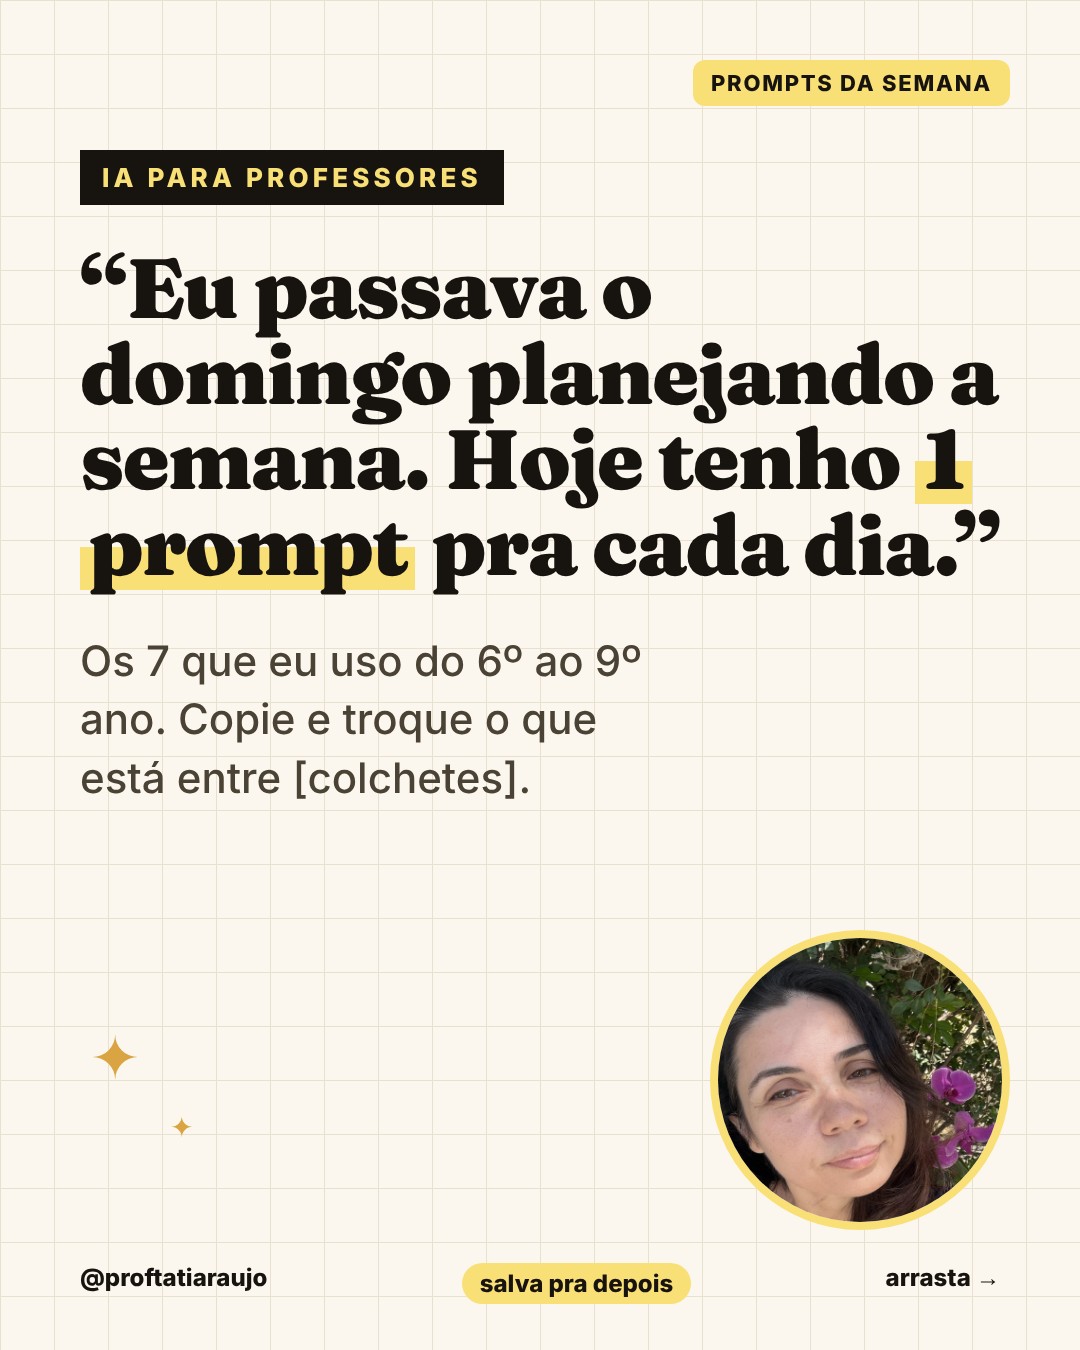 PROMPTS DA SEMANA
IA PARA PROFESSORES
“Eu passava o
domingo planejando a
semana. Hoje tenho 1
prompt pra cada dia.”
Os 7 que eu uso do 6º ao 9º
ano. Copie e troque o que
está entre [colchetes].
@proftatiaraujo
salva pra depois
arrasta →